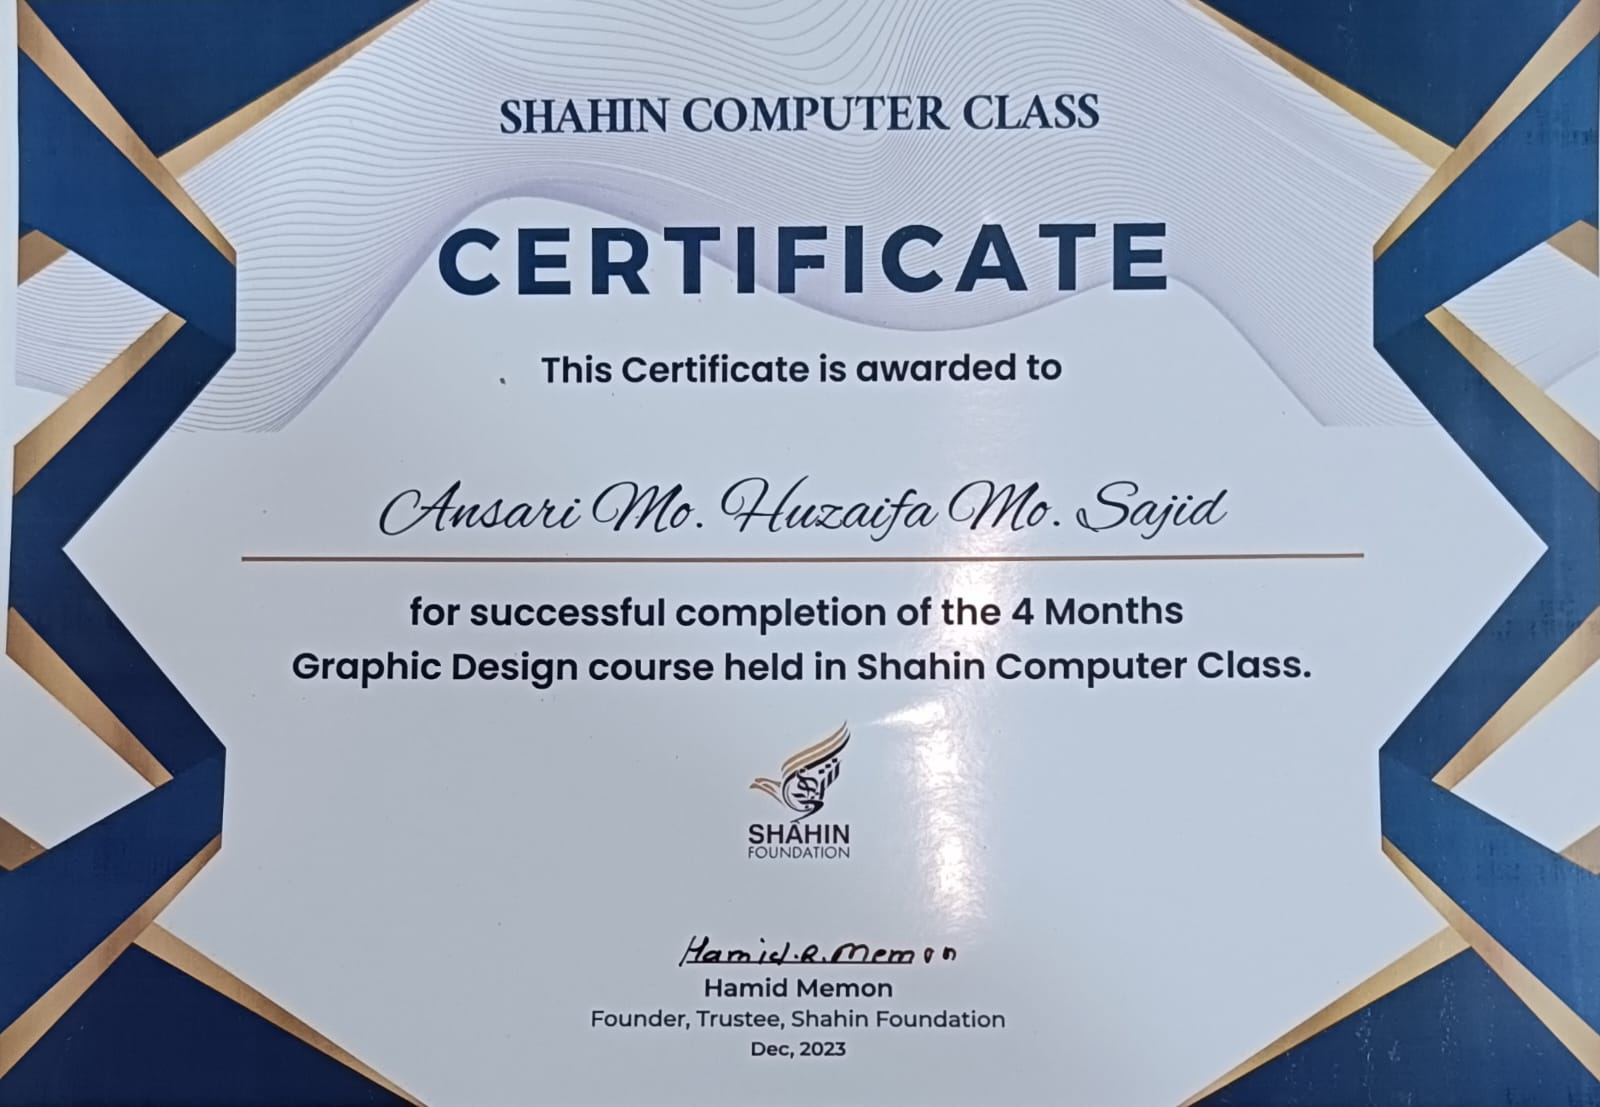 SHAHIN COMPUTER CLASS
CERTIFICATE
This Certificate is awarded to
Ansari Mo. Huzaifa Mo. Sajid
for successful completion of the 4 Months
Graphic Design course held in Shahin Computer Class.
SHAHIN
FOUNDATION
Hamid.R.Memon
Hamid Memon
Founder, Trustee, Shahin Foundation
Dec, 2023